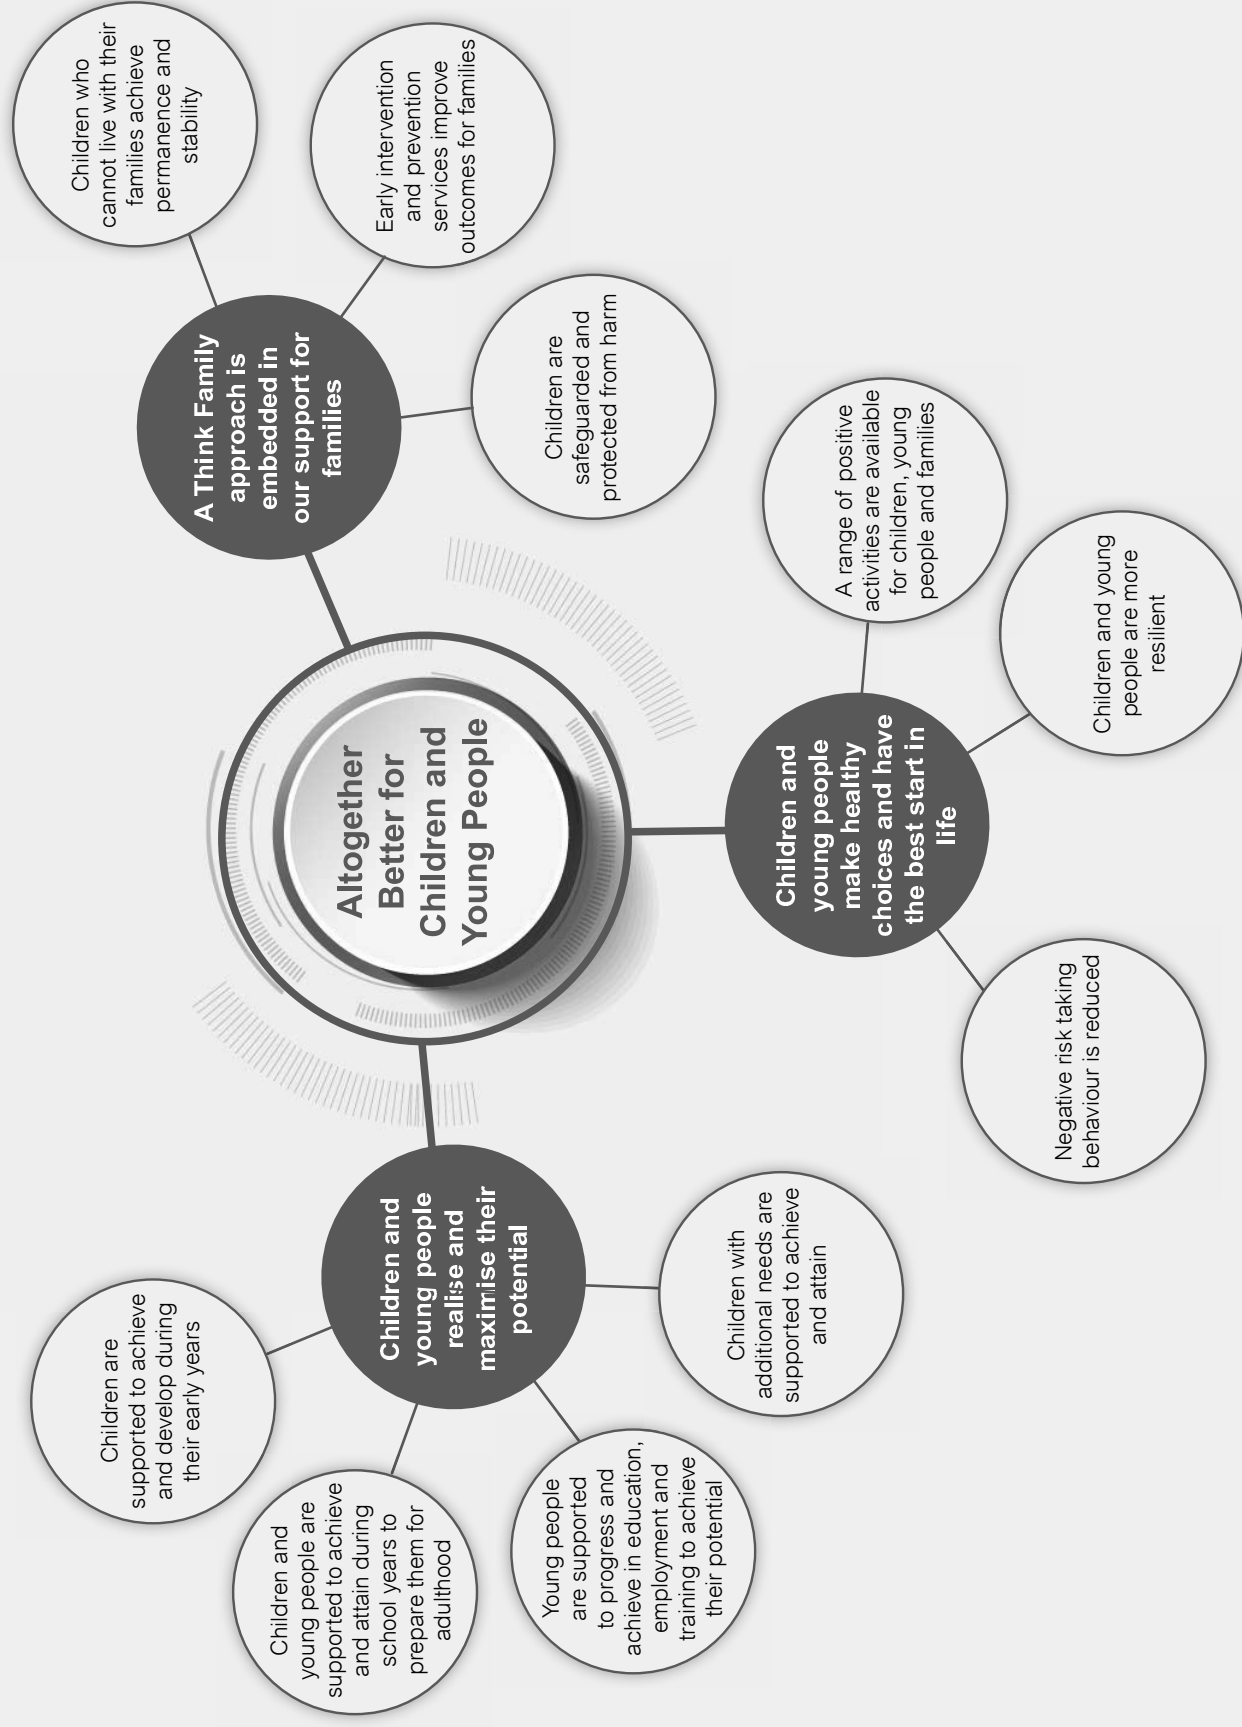 Altogether
Better for
Children and
Young People
Children and
young people
realise and
maximise their
potential
Children are
supported to achieve
and develop during
their early years
Children and
young people are
supported to achieve
and attain during
school years to
prepare them for
adulthood
Young people
are supported
to progress and
achieve in education,
employment and
training to achieve
their potential
Children with
additional needs are
supported to achieve
and attain
Children and
young people
make healthy
choices and have
the best start in
life
Negative risk taking
behaviour is reduced
Children and young
people are more
resilient
A range of positive
activities are available
for children, young
people and families
A Think Family
approach is
embedded in
our support for
families
Children are
safeguarded and
protected from harm
Early intervention
and prevention
services improve
outcomes for families
Children who
cannot live with their
families achieve
permanence and
stability